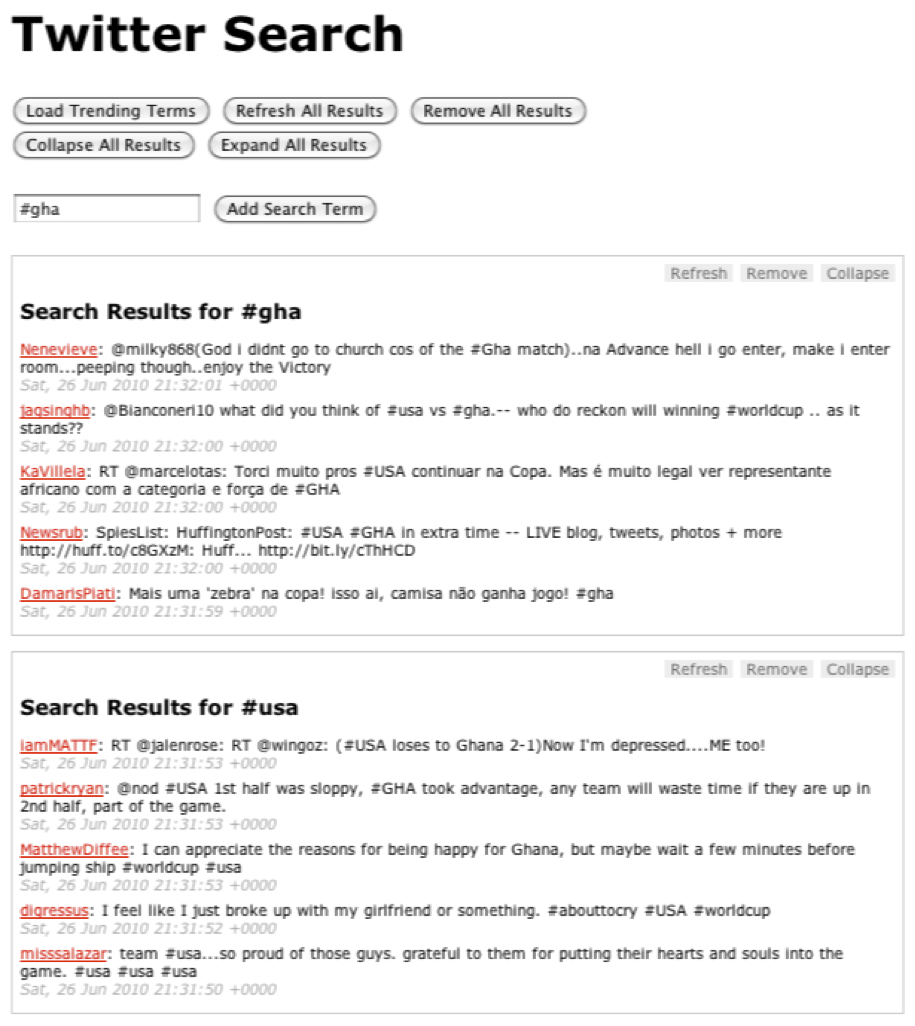 Twitter Search
Load Trending Terms Refresh All Results Remove All Results
Collapse All Results Expand All Results
#gha Add Search Term
Refresh Remove Collapse
Search Results for #gha
Nenevieve: @milky868(God i didnt go to church cos of the #Gha match)..na Advance hell i go enter, make i enter
room...peeping though..enjoy the Victory
Sat, 26 Jun 2010 21:32:01 +0000
jaqsinghb: @Bianconeri10 what did you think of #usa vs #gha.-- who do reckon will winning #worldcup .. as it
stands??
Sat, 26 Jun 2010 21:32:00 +0000
KaVillela: RT @marcelotas: Torci muito pros #USA continuar na Copa. Mas é muito legal ver representante
africano com a categoria e força de #GHA
Sat, 26 Jun 2010 21:32:00 +0000
Newsrub: SpiesList: HuffingtonPost: #USA #GHA in extra time -- LIVE blog, tweets, photos + more
http://huff.to/c8GXzM: Huff... http://bit.ly/cThHCD
Sat, 26 Jun 2010 21:32:00 +0000
DamarisPiati: Mais uma 'zebra' na copa! isso ai, camisa não ganha jogo! #gha
Sat, 26 Jun 2010 21:31:59 +0000
Refresh Remove Collapse
Search Results for #usa
iamMATTF: RT @jalenrose: RT @wingoz: (#USA loses to Ghana 2-1)Now I'm depressed....ME too!
Sat, 26 Jun 2010 21:31:53 +0000
patrickryan: @nod #USA 1st half was sloppy, #GHA took advantage, any team will waste time if they are up in
2nd half, part of the game.
Sat, 26 Jun 2010 21:31:53 +0000
MatthewDiffee: I can appreciate the reasons for being happy for Ghana, but maybe wait a few minutes before
jumping ship #worldcup #usa
Sat, 26 Jun 2010 21:31:53 +0000
digressus: I feel like I just broke up with my girlfriend or something. #abouttocry #USA #worldcup
Sat, 26 Jun 2010 21:31:52 +0000
misssalazar: team #usa...so proud of those guys. grateful to them for putting their hearts and souls into the
game. #usa #usa #usa
Sat, 26 Jun 2010 21:31:50 +0000